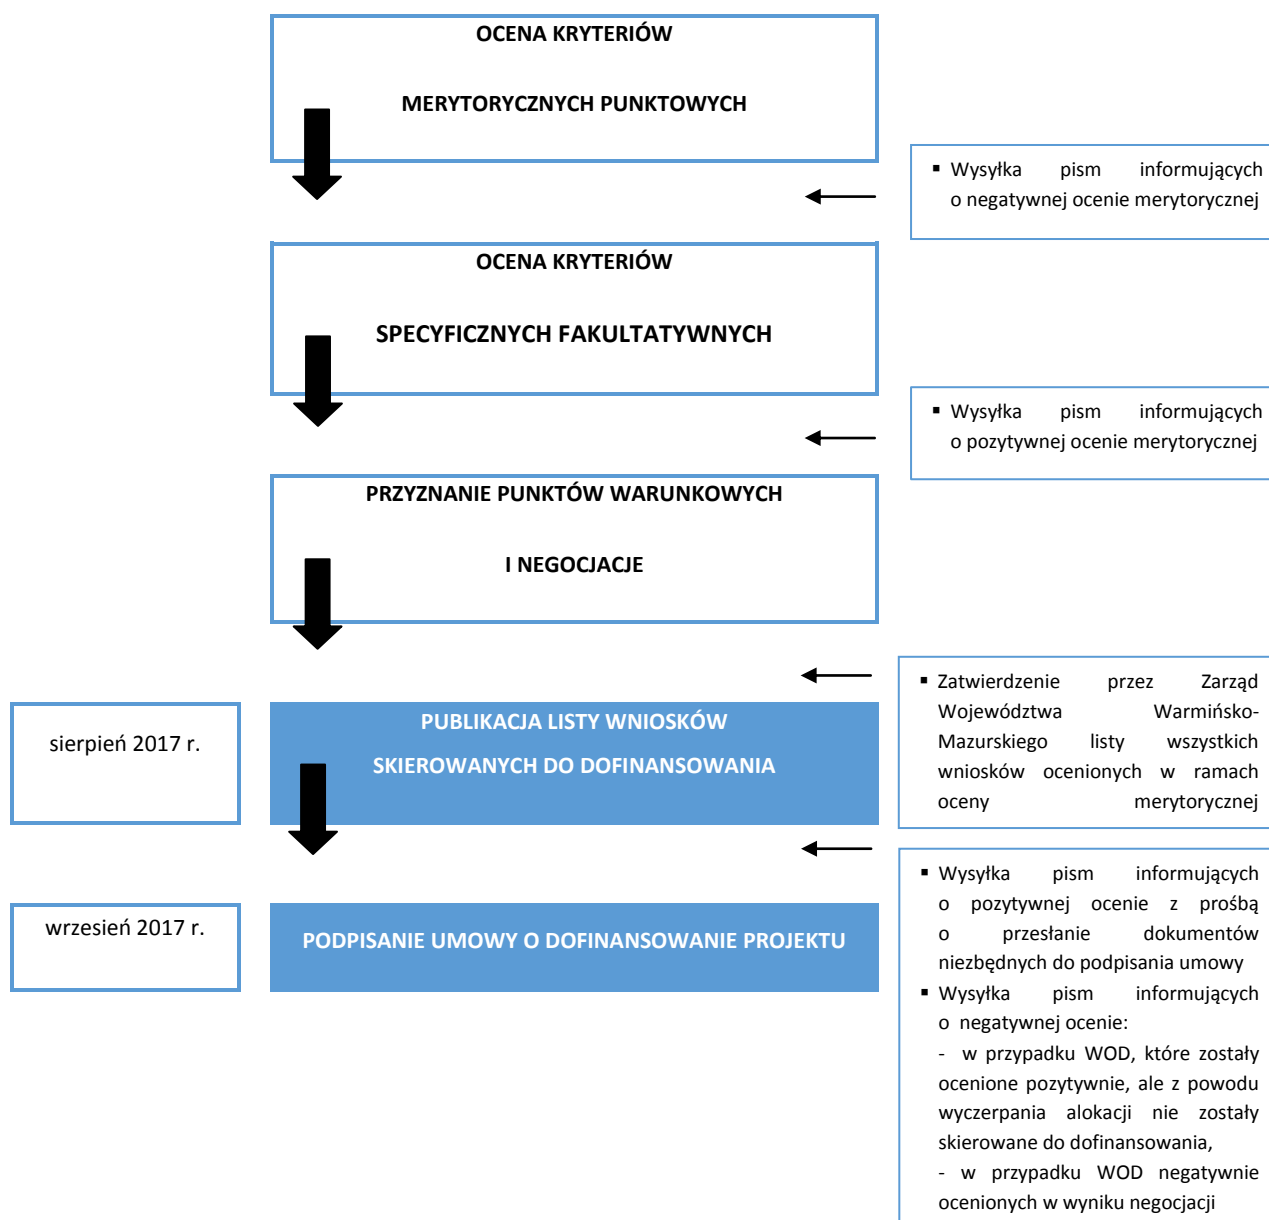 OCENA KRYTERIÓW
MERYTORYCZNYCH PUNKTOWYCH
▪ Wysyłka pism informujących
o negatywnej ocenie merytorycznej
OCENA KRYTERIÓW
SPECYFICZNYCH FAKULTATYWNYCH
▪ Wysyłka pism informujących
o pozytywnej ocenie merytorycznej
PRZYZNANIE PUNKTÓW WARUNKOWYCH
I NEGOCJACJE
▪ Zatwierdzenie przez Zarząd
Województwa Warmińsko-
Mazurskiego listy wszystkich
wniosków ocenionych w ramach
oceny merytorycznej
sierpień 2017 r.
PUBLIKACJA LISTY WNIOSKÓW
SKIEROWANYCH DO DOFINANSOWANIA
wrzesień 2017 r.
PODPISANIE UMOWY O DOFINANSOWANIE PROJEKTU
▪ Wysyłka pism informujących
o pozytywnej ocenie z prośbą
o przesłanie dokumentów
niezbędnych do podpisania umowy
▪ Wysyłka pism informujących
o negatywnej ocenie:
- w przypadku WOD, które zostały
ocenione pozytywnie, ale z powodu
wyczerpania alokacji nie zostały
skierowane do dofinansowania,
- w przypadku WOD negatywnie
ocenionych w wyniku negocjacji